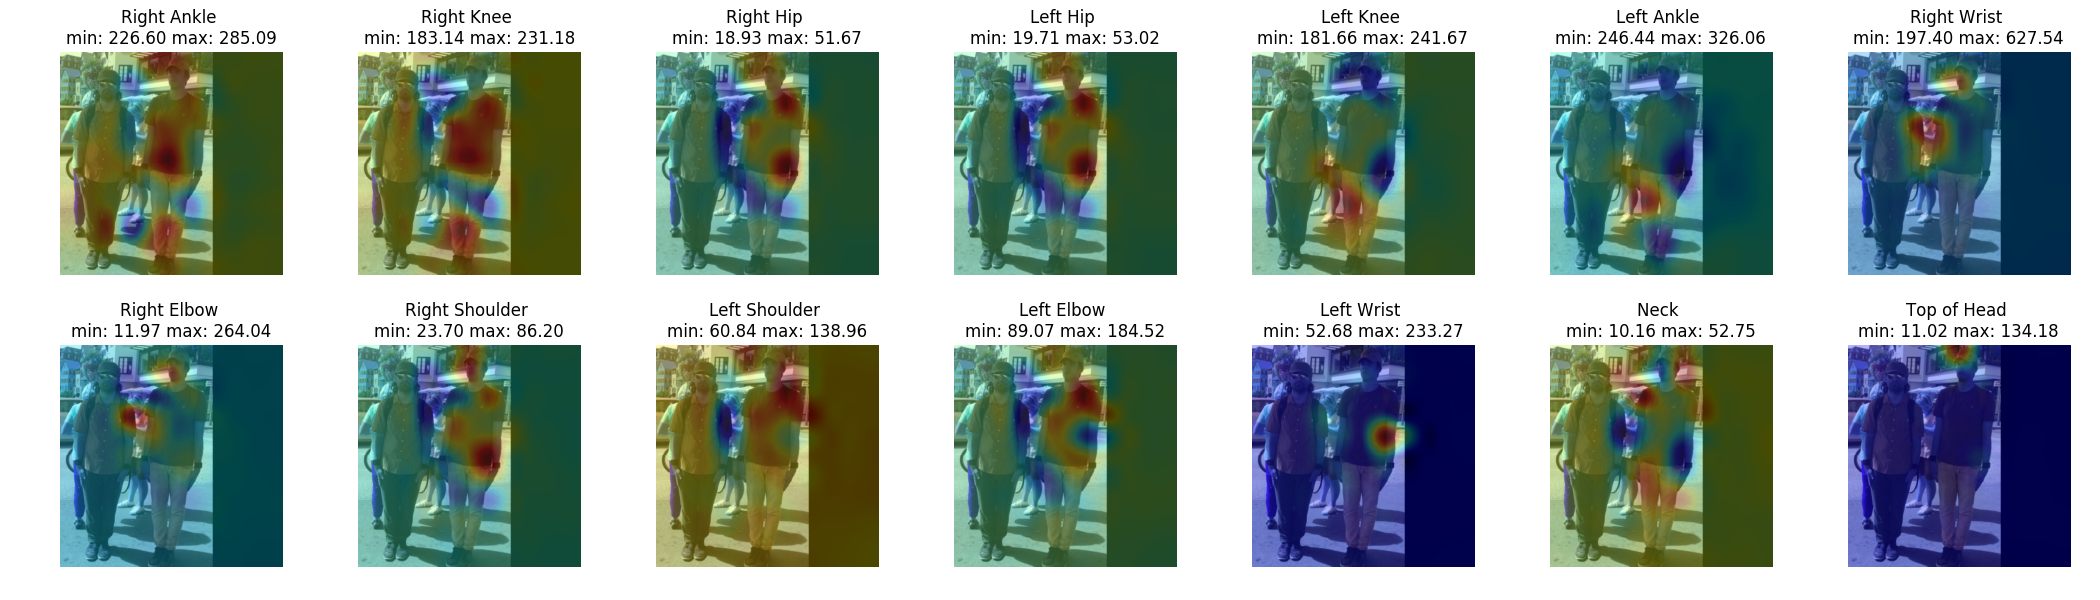 Right Ankle
min: 226.60 max: 285.09
Right Knee
min: 183.14 max: 231.18
Right Hip
min: 18.93 max: 51.67
Left Hip
min: 19.71 max: 53.02
Left Knee
min: 181.66 max: 241.67
Left Ankle
min: 246.44 max: 326.06
Right Wrist
min: 197.40 max: 627.54
Right Elbow
min: 11.97 max: 264.04
Right Shoulder
min: 23.70 max: 86.20
Left Shoulder
min: 60.84 max: 138.96
Left Elbow
min: 89.07 max: 184.52
Left Wrist
min: 52.68 max: 233.27
Neck
min: 10.16 max: 52.75
Top of Head
min: 11.02 max: 134.18